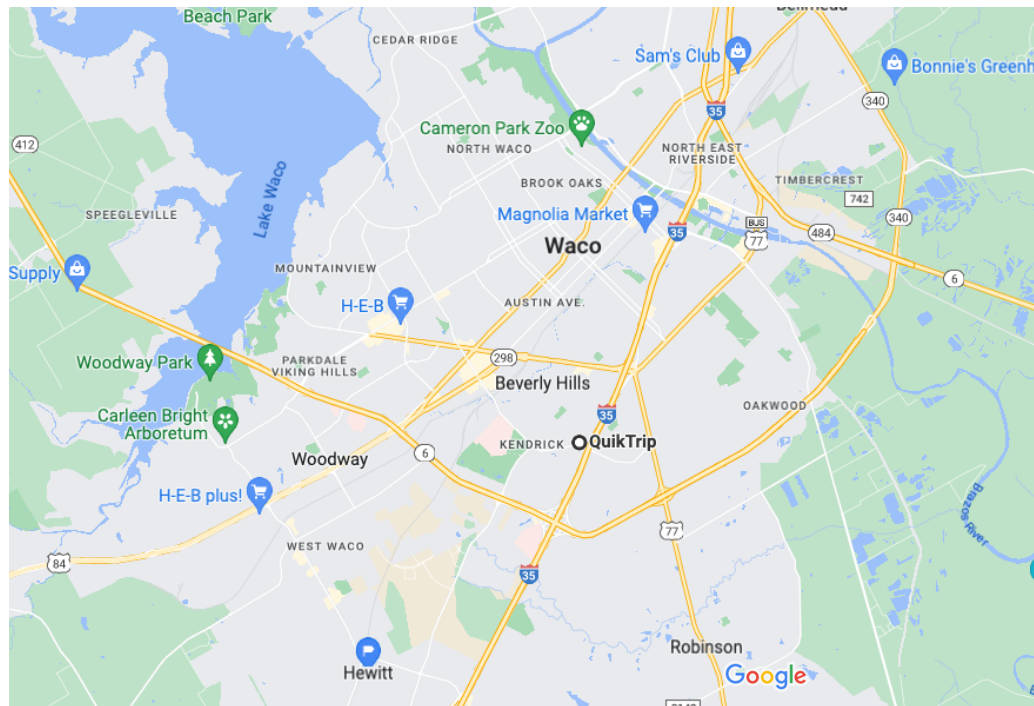 Beach Park
Bellmead
CEDAR RIDGE
Sam's Club
Bonnie's Greenh
35
340
412
Cameron Park Zoo
NORTH WACO
NORTH EAST
RIVERSIDE
BROOK OAKS
TIMBERCREST
742
Lake Waco
SPEEGLEVILLE
Magnolia Market
340
BUS
77
484
35
Waco
MOUNTAINVIEW
6
Supply
H-E-B
AUSTIN AVE.
Woodway Park
PARKDALE
VIKING HILLS
298
Beverly Hills
Carleen Bright
Arboretum
35
OAKWOOD
KENDRICK
QuikTrip
Woodway
6
H-E-B plus!
Brazos River
77
WEST WACO
84
35
Robinson
Hewitt
Google